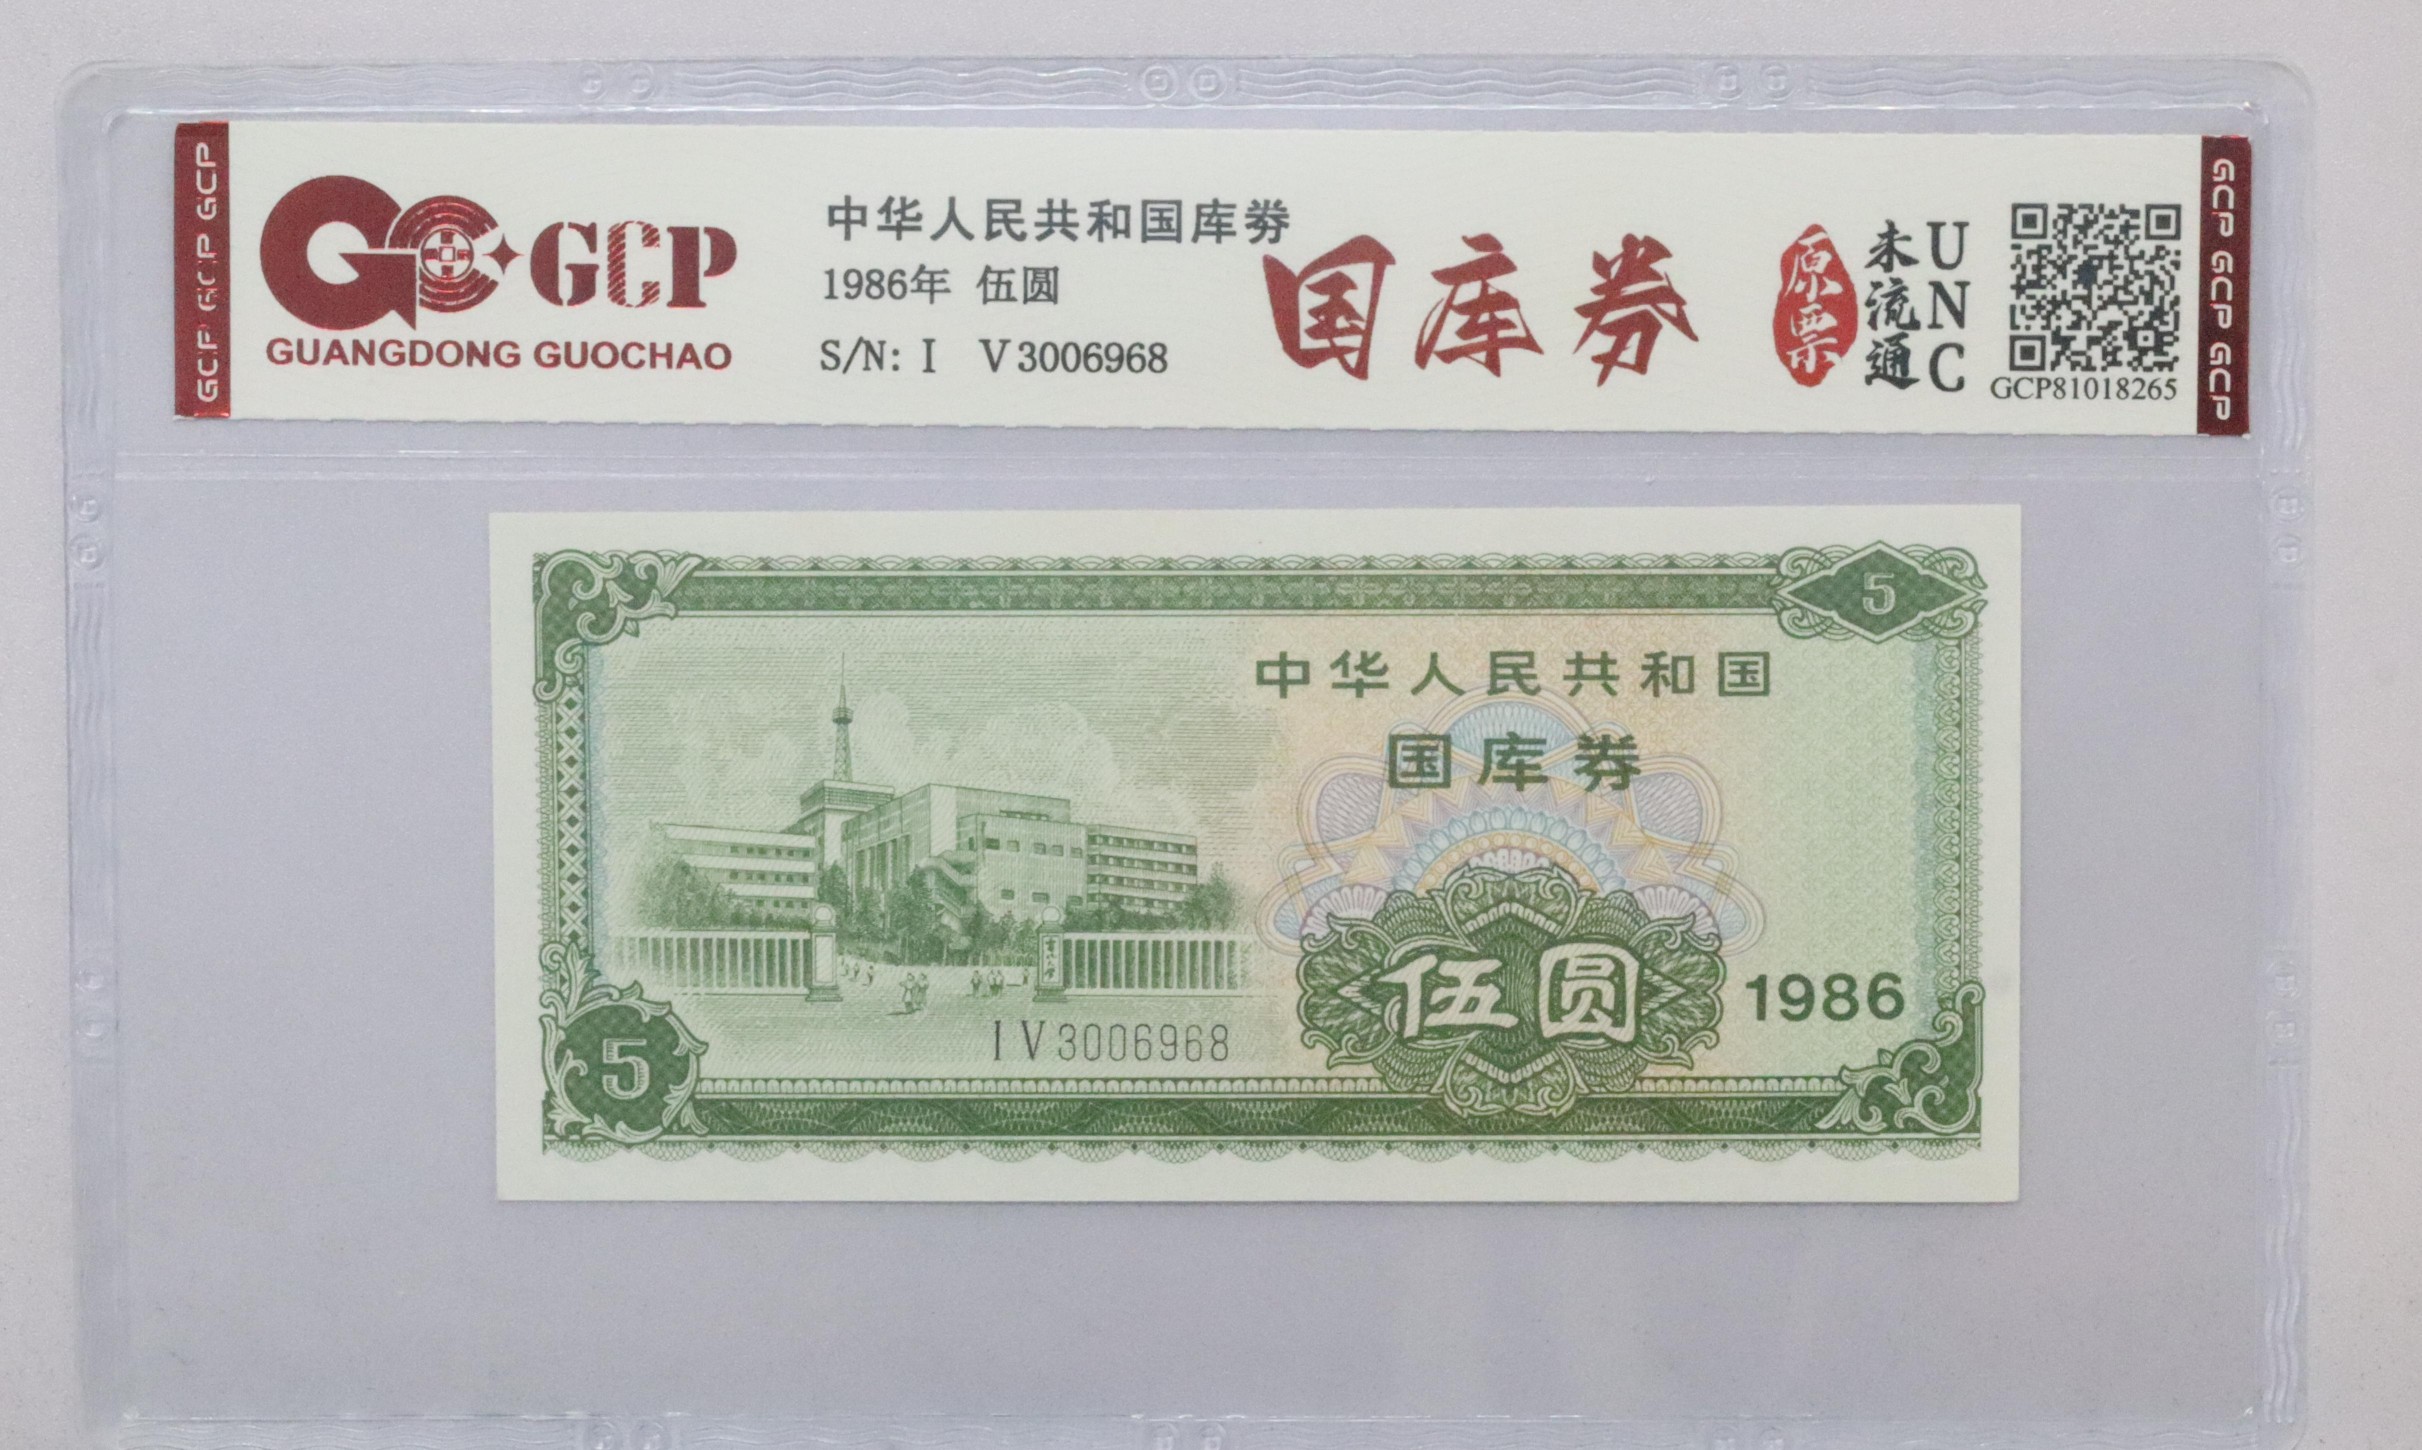 GCP GCP GCP
GCP
GUANGDONG GUOCHAO
中华人民共和国库券
1986年 伍圆
S/N: I V 3006968
国库券
原票
未流通
UNC
GCP81018265
GCP GCP GCP
5
中华人民共和国
国库券
伍圆
1986
I V 3006968
5